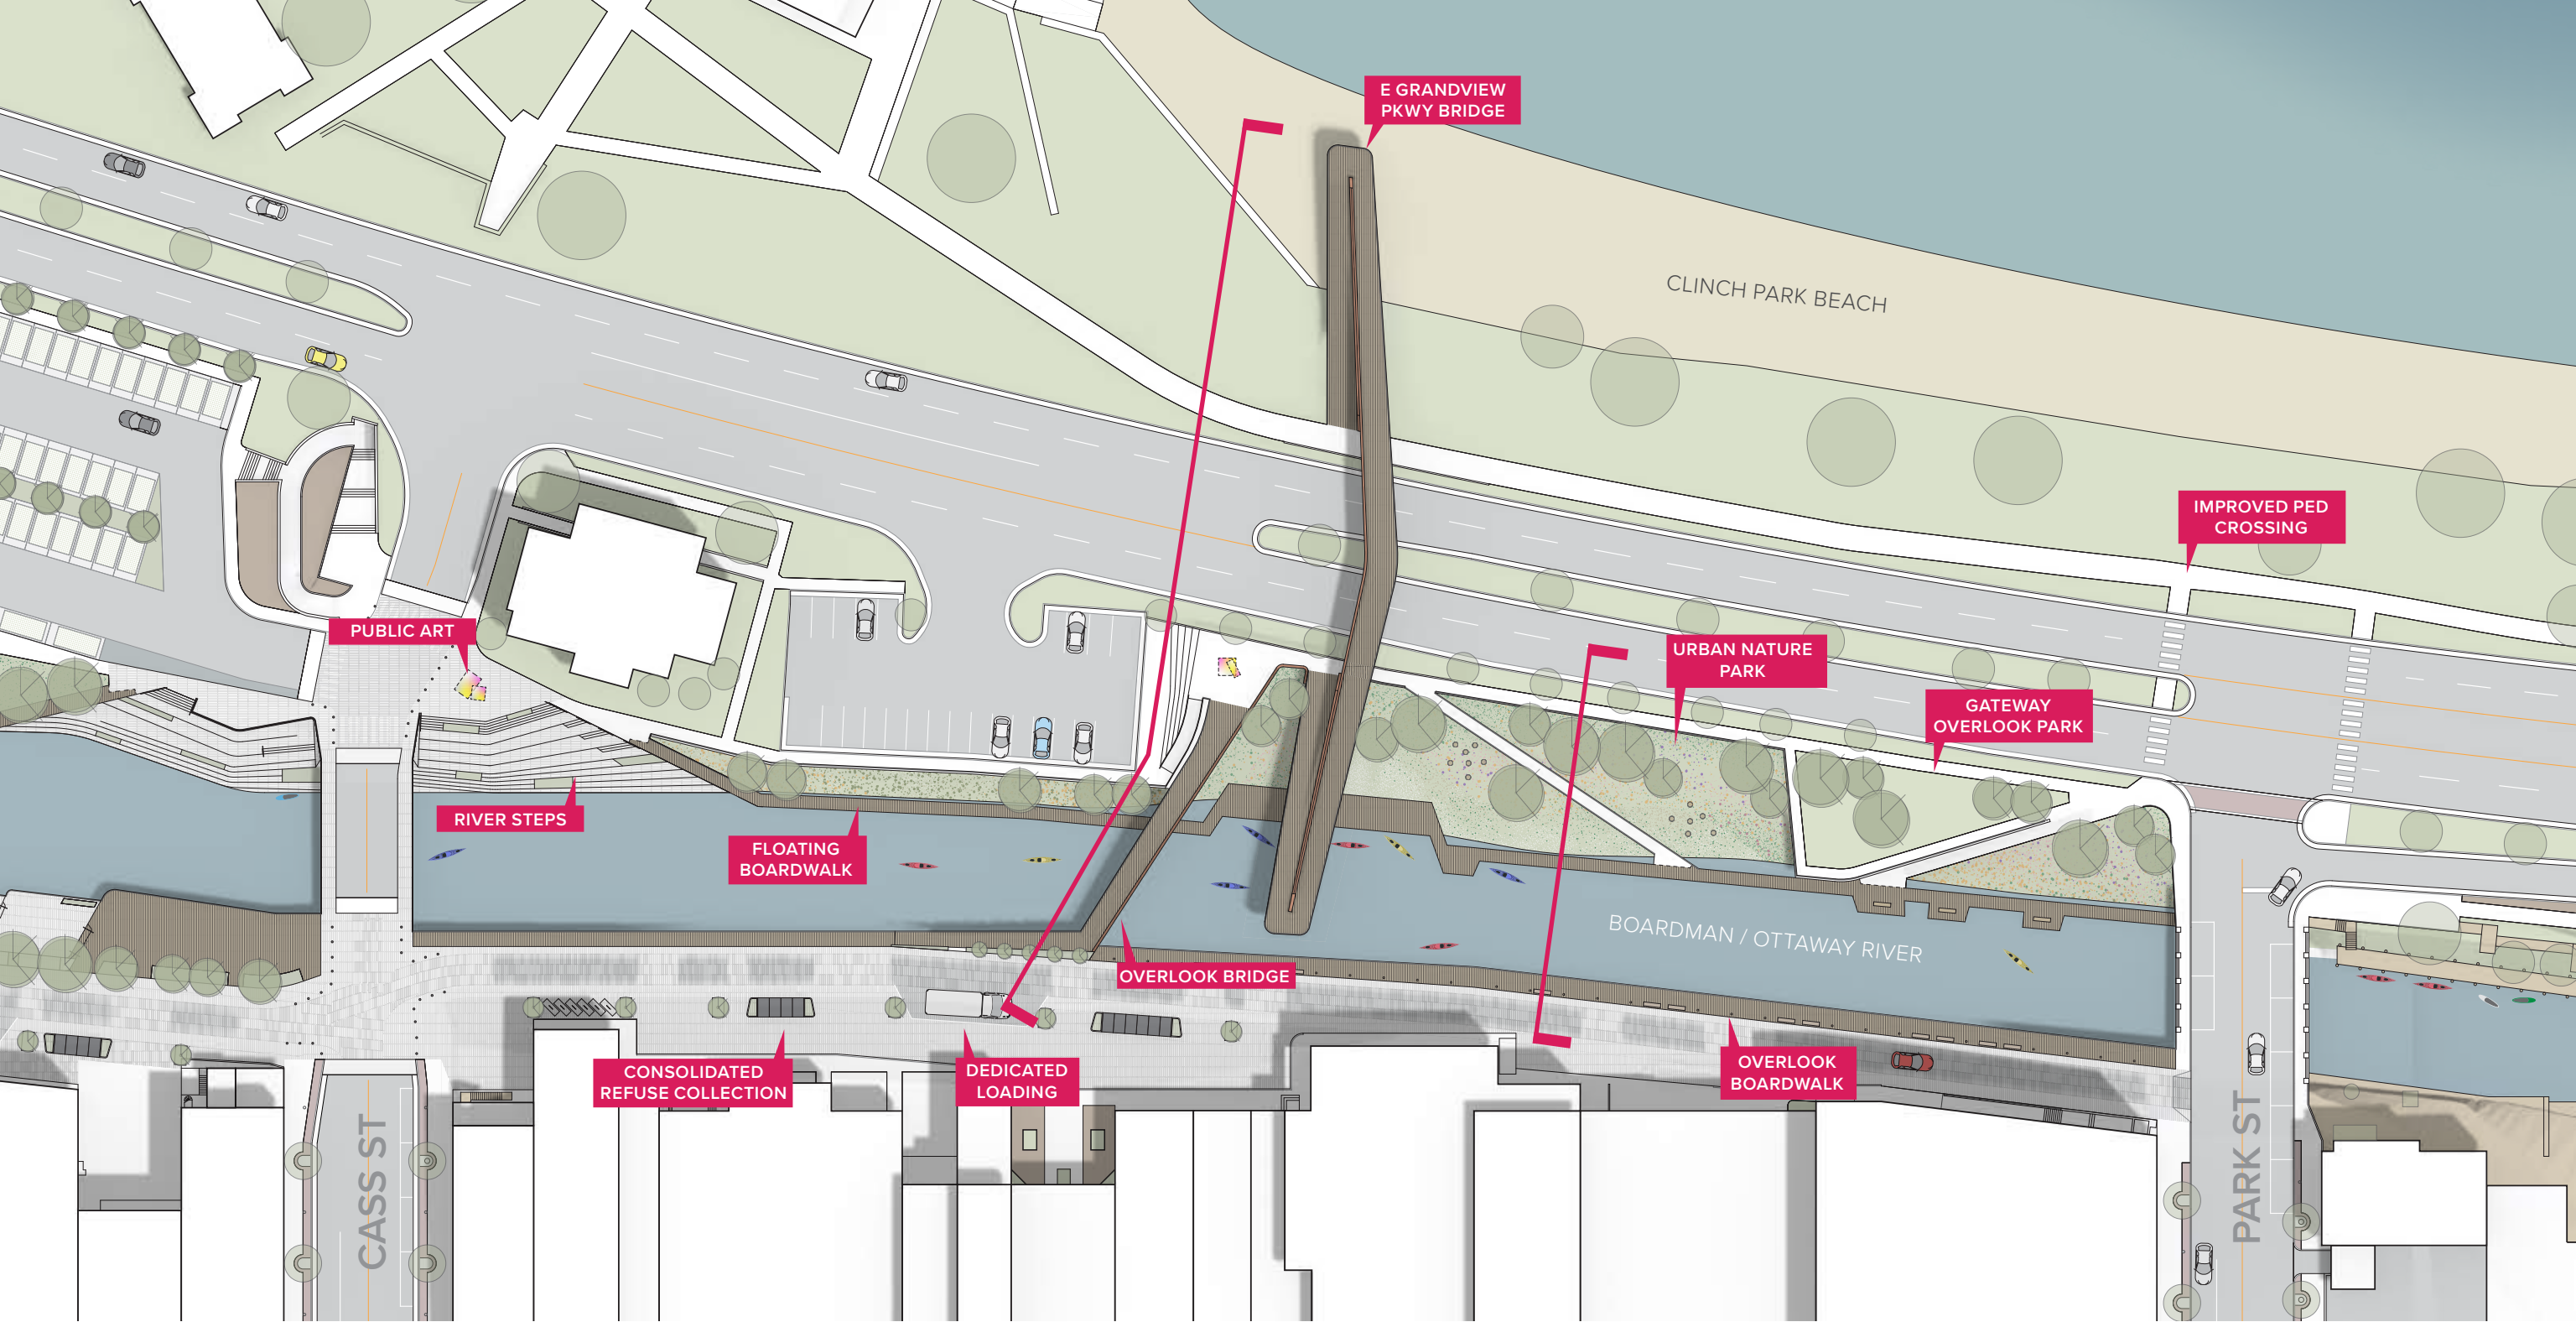 E GRANDVIEW
PKWY BRIDGE
CLINCH PARK BEACH
IMPROVED PED
CROSSING
PUBLIC ART
URBAN NATURE
PARK
GATEWAY
OVERLOOK PARK
RIVER STEPS
FLOATING
BOARDWALK
BOARDMAN / OTTAWAY RIVER
OVERLOOK BRIDGE
CONSOLIDATED
REFUSE COLLECTION
DEDICATED
LOADING
OVERLOOK
BOARDWALK
CASS ST
PARK ST